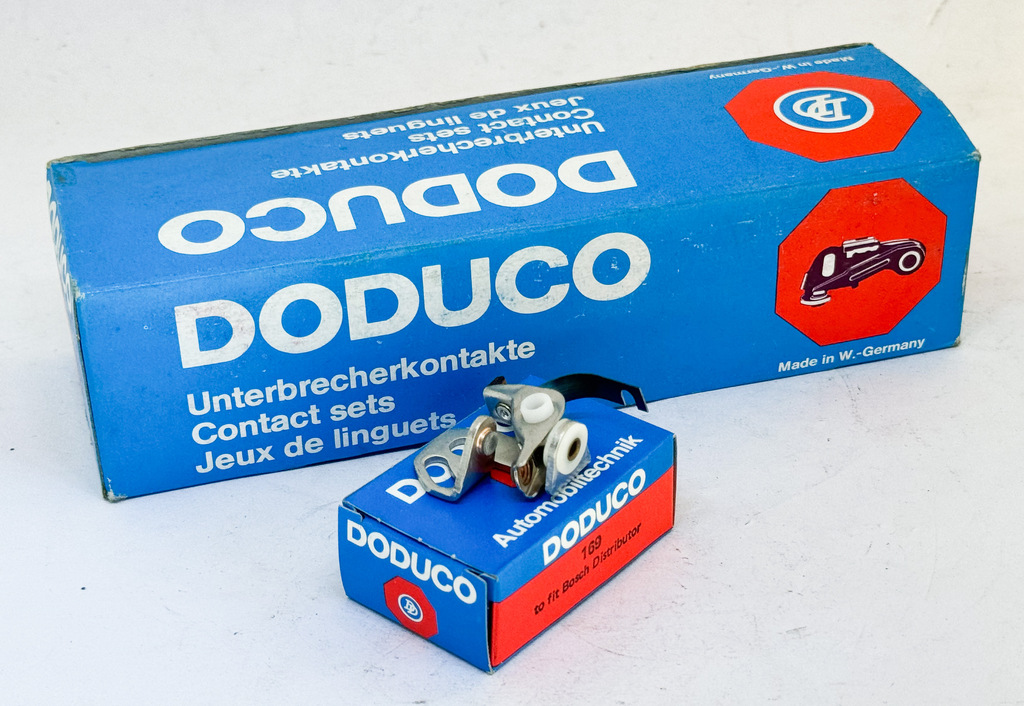 Made in W.-Germany
Unterbrecherkontakte
Contact sets
Jeux de linguets
DODUCO
DODUCO
Unterbrecherkontakte
Contact sets
Jeux de linguets
Made in W.-Germany
Automobiltechnik
DODUCO
169
to fit Bosch Distributor
DODUCO